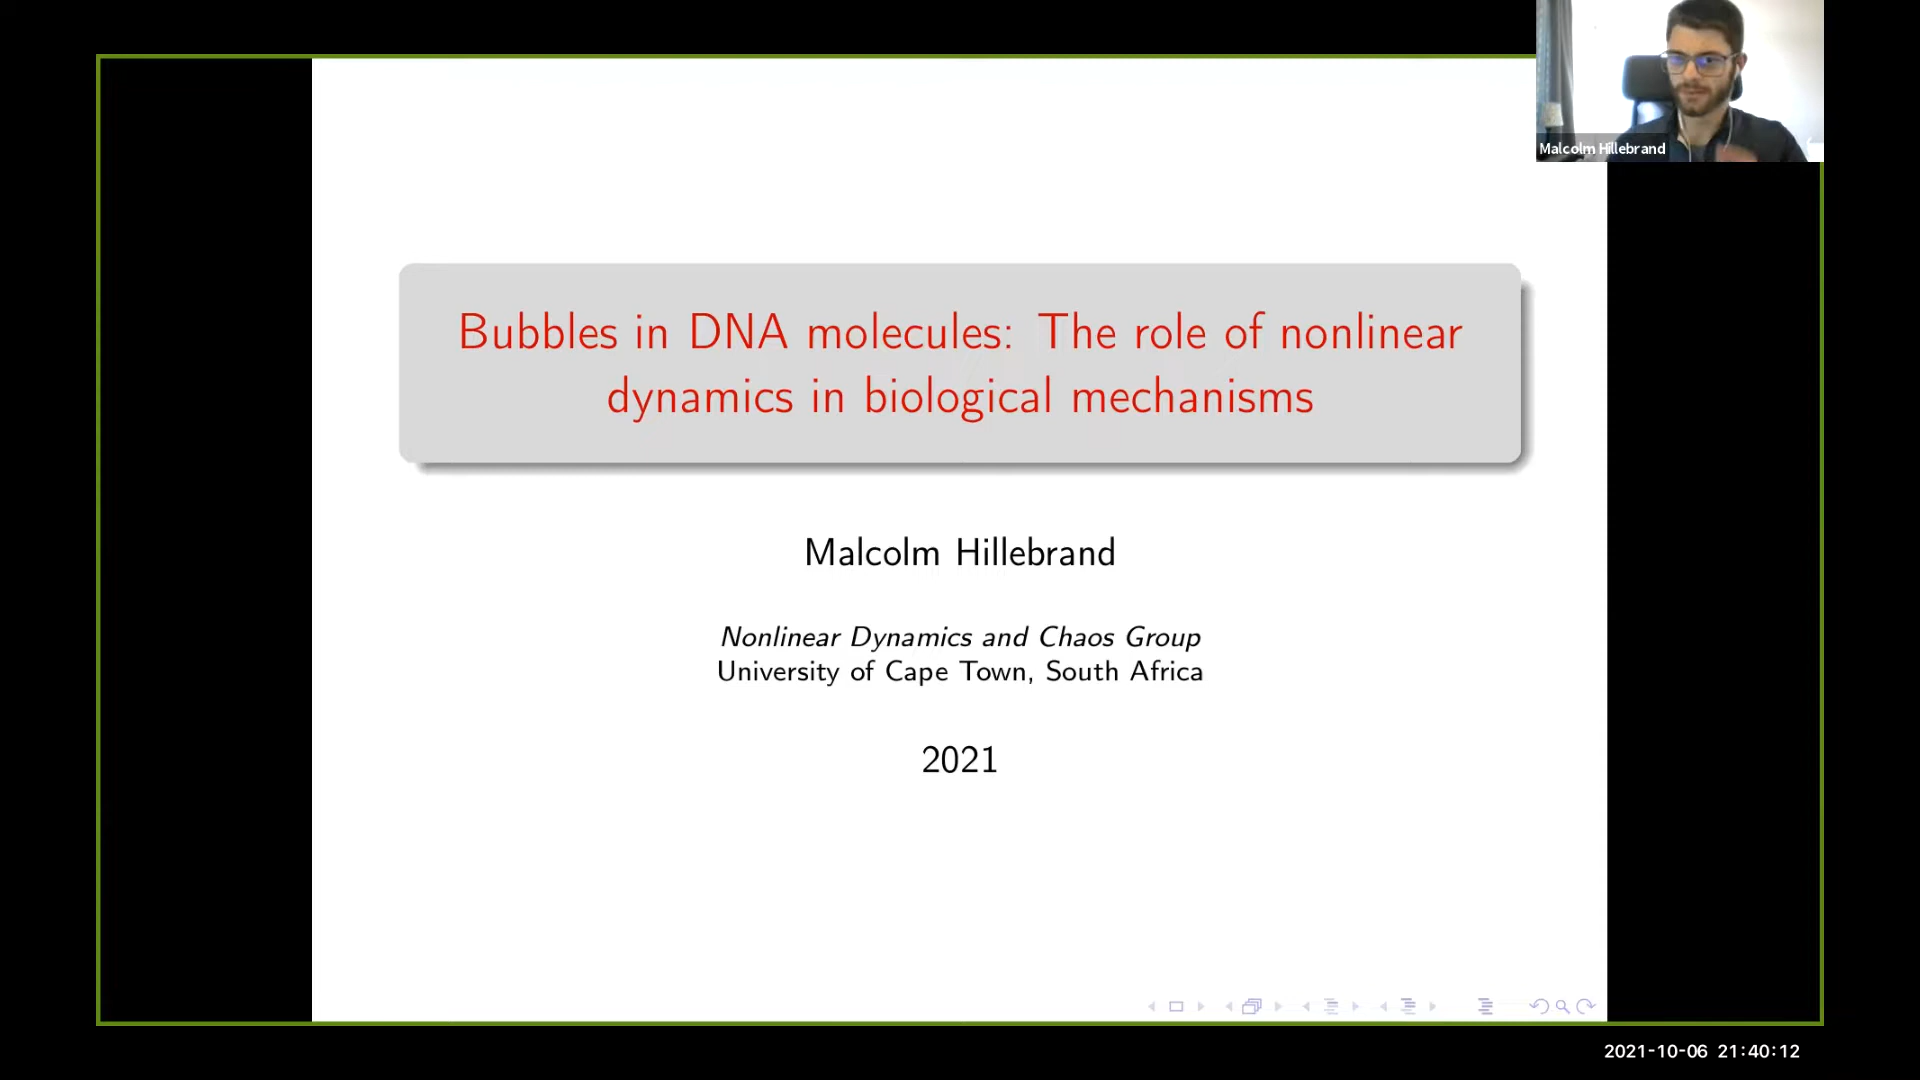 Malcolm Hillebrand
Bubbles in DNA molecules: The role of nonlinear
dynamics in biological mechanisms
Malcolm Hillebrand
Nonlinear Dynamics and Chaos Group
University of Cape Town, South Africa
2021
2021-10-06 21:40:12